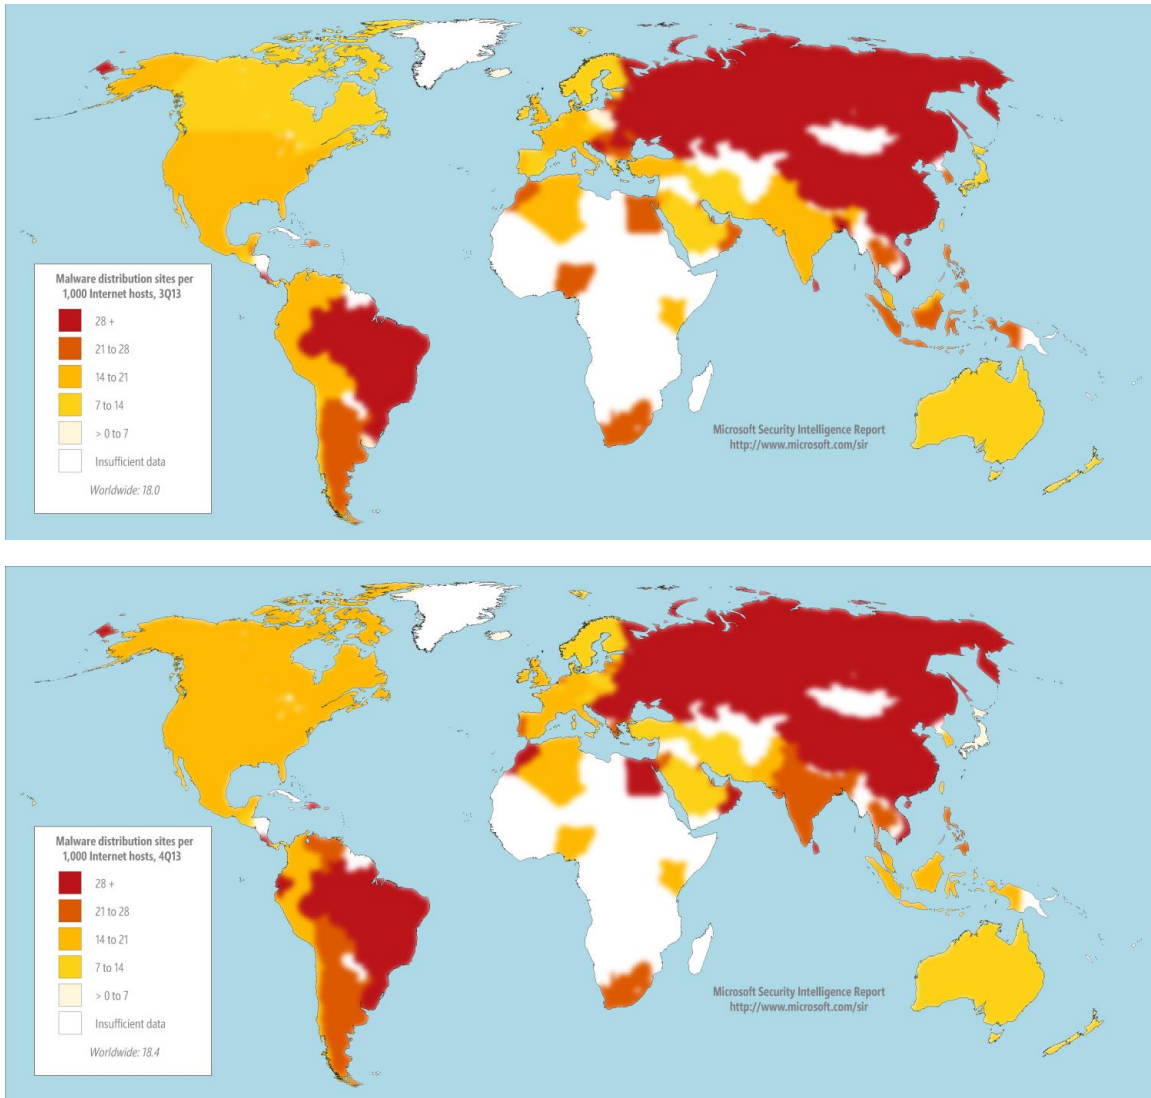 Malware distribution sites per
1,000 Internet hosts, 3Q13
28 +
21 to 28
14 to 21
7 to 14
> 0 to 7
Insufficient data
Worldwide: 18.0
Microsoft Security Intelligence Report
http://www.microsoft.com/sir
Malware distribution sites per
1,000 Internet hosts, 4Q13
28 +
21 to 28
14 to 21
7 to 14
> 0 to 7
Insufficient data
Worldwide: 18.4
Microsoft Security Intelligence Report
http://www.microsoft.com/sir